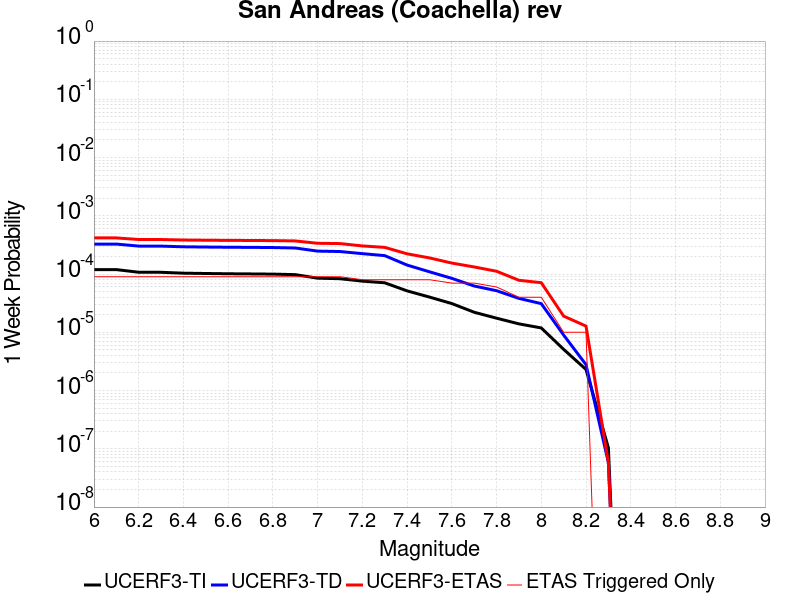 San Andreas (Coachella) rev
10^0
10^-1
10^-2
10^-3
10^-4
10^-5
10^-6
10^-7
10^-8
1 Week Probability
6 6.2 6.4 6.6 6.8 7 7.2 7.4 7.6 7.8 8 8.2 8.4 8.6 8.8 9
Magnitude
UCERF3-TI UCERF3-TD UCERF3-ETAS ETAS Triggered Only